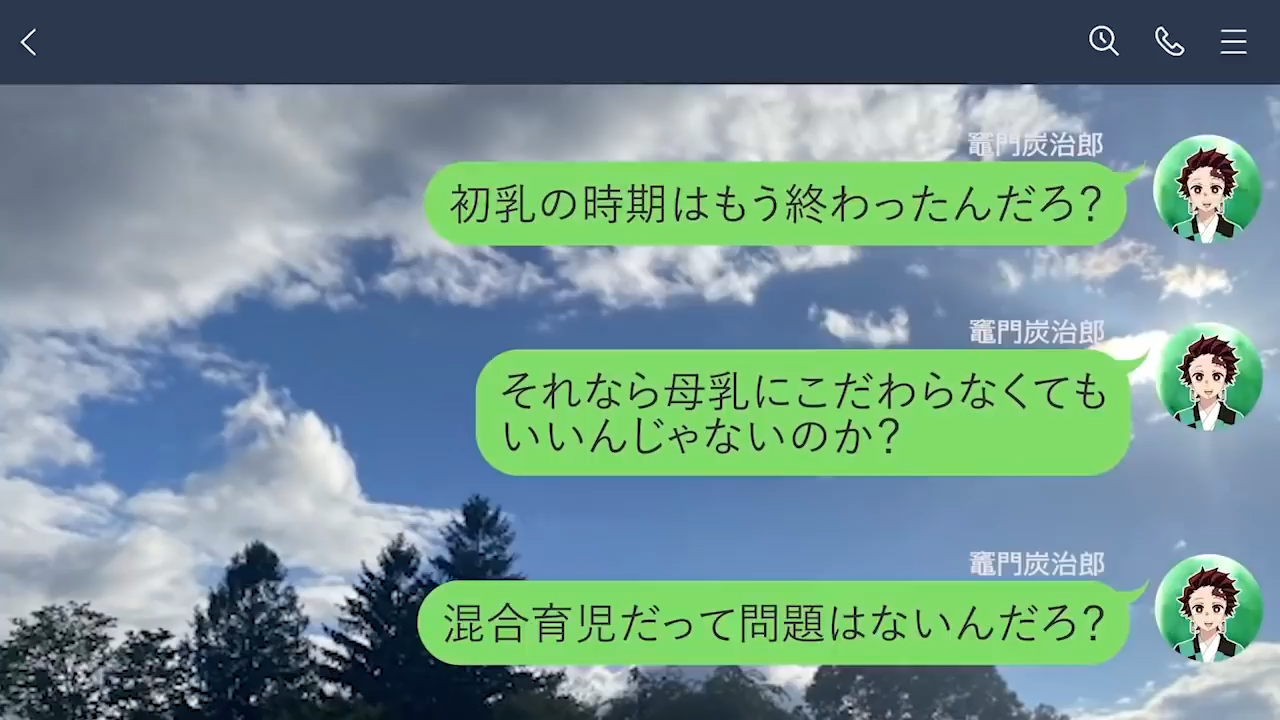 竈門炭治郎
初乳の時期はもう終わったんだろ？
竈門炭治郎
それなら母乳にこだわらなくても
いいんじゃないのか？
竈門炭治郎
混合育児だって問題はないんだろ？